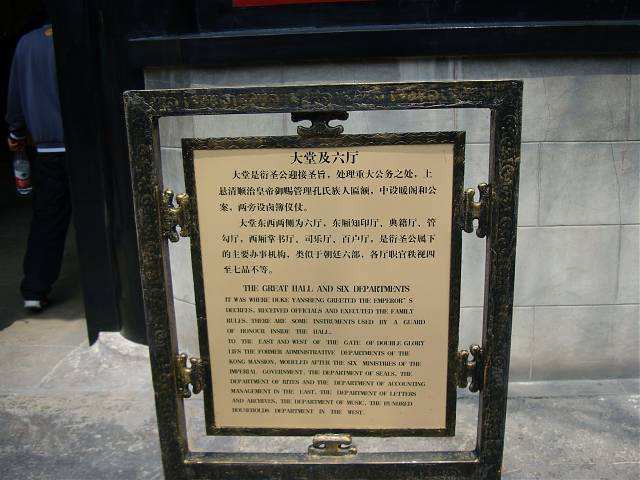 大堂及六厅
大堂是衍圣公迎接圣旨，处理重大公务之处，上
悬清顺治皇帝御赐管理孔氏族人匾额，中设暖阁和公
案，两旁设卤簿仪仗。
大堂东西两侧为六厅，东厢知印厅、典籍厅、管
勾厅，西厢掌书厅、司乐厅、百户厅，是衍圣公属下
的主要办事机构，类似于朝廷六部，各厅职官秩视四
至七品不等。
THE GREAT HALL AND SIX DEPARTMENTS
IT WAS WHERE DUKE YANSHENG GREETED THE EMPEROR'S
DECREES, RECEIVED OFFICIALS AND EXECUTED THE FAMILY
RULES. THERE ARE SOME INSTRUMENTS USED BY A GUARD
OF HONOUR INSIDE THE HALL.
TO THE EAST AND WEST OF THE GATE OF DOUBLE GLORY
LIES THE FORMER ADMINISTRATIVE DEPARTMENTS OF THE
KONG MANSION, MODELED AFTER THE SIX MINISTRIES OF THE
IMPERIAL GOVERNMENT, THE DEPARTMENT OF SEALS, THE
DEPARTMENT OF RITES AND THE DEPARTMENT OF ACCOUNTING
MANAGEMENT IN THE EAST, THE DEPARTMENT OF LETTERS
AND ARCHIVES, THE DEPARTMENT OF MUSIC, THE HUNDRED
HOUSEHOLDS DEPARTMENT IN THE WEST.